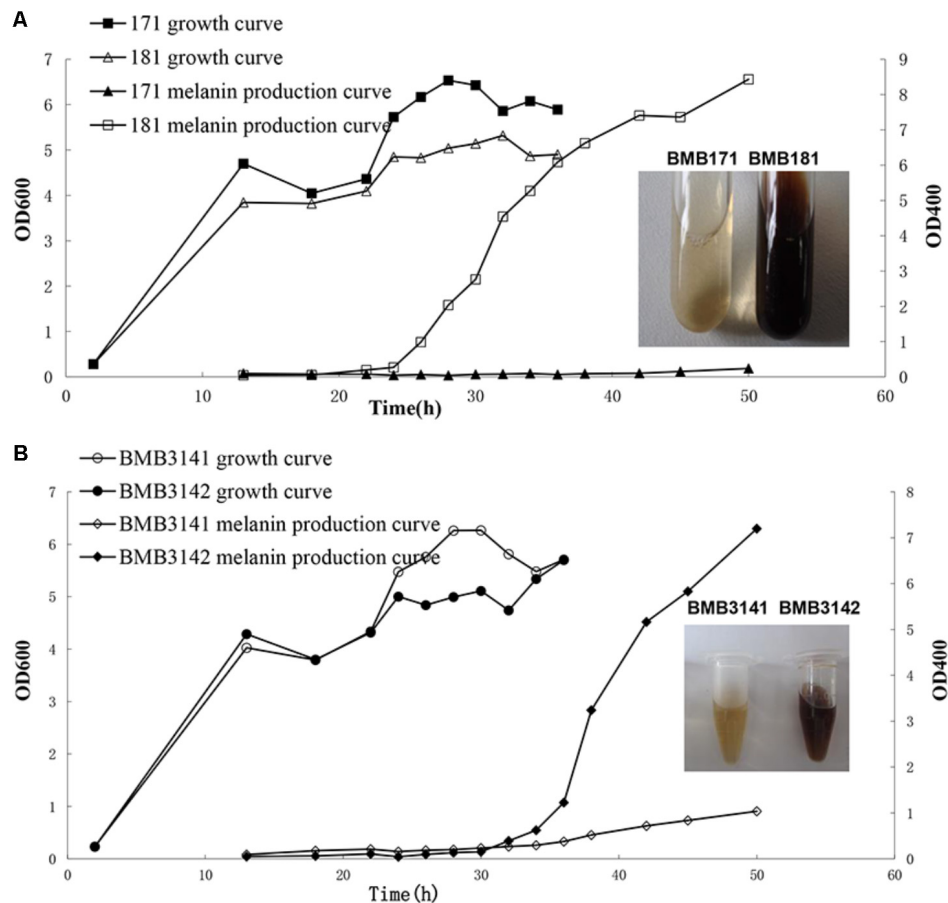 A
171 growth curve
181 growth curve
171 melanin production curve
181 melanin production curve
7
6
5
4
3
2
1
0
OD600
9
8
7
6
5
4
3
2
1
0
OD400
BMB171 BMB181
0 10 20 30 40 50 60
Time(h)
B
BMB3141 growth curve
BMB3142 growth curve
BMB3141 melanin production curve
BMB3142 melanin production curve
7
6
5
4
3
2
1
0
OD600
8
7
6
5
4
3
2
1
0
OD400
BMB3141 BMB3142
0 10 20 30 40 50 60
Time(h)